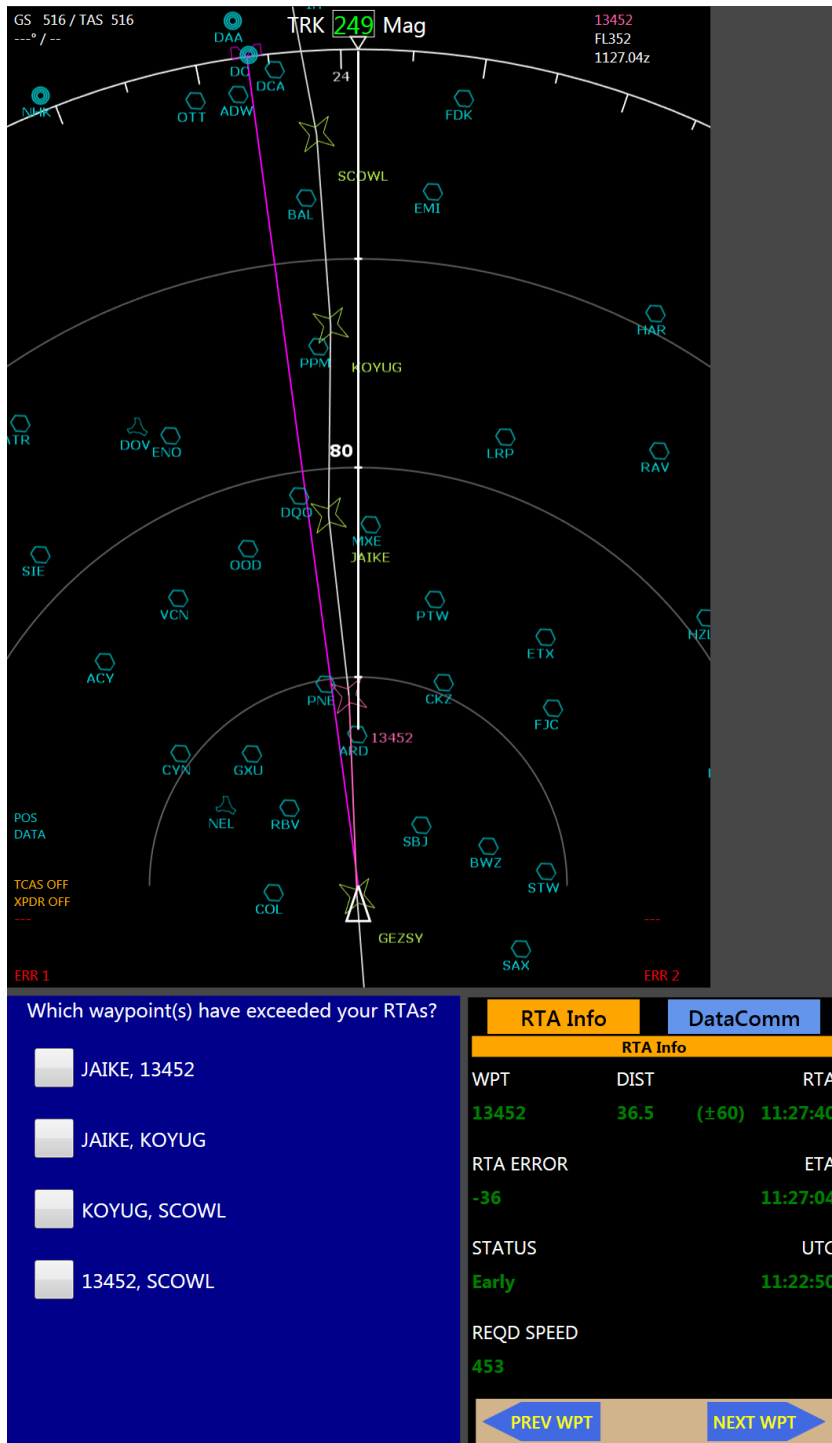 GS 516 / TAS 516
---° / --
TRK 249 Mag
13452
FL352
1127.04z
DAA
DC
DCA
24
NHK
OTT
ADW
FDK
SCOWL
BAL
EMI
HAR
PPM
KOYUG
ATR
DOV
ENO
80
LRP
RAV
DQO
MXE
JAIKE
SIE
OOD
VCN
PTW
HZL
ETX
ACY
PNE
CKZ
FJC
ARD
13452
CYN
GXU
NEL
RBV
SBJ
BWZ
STW
POS
DATA
TCAS OFF
XPDR OFF
---
---
COL
GEZSY
SAX
ERR 1
ERR 2
Which waypoint(s) have exceeded your RTAs?
JAIKE, 13452
JAIKE, KOYUG
KOYUG, SCOWL
13452, SCOWL
RTA Info
DataComm
RTA Info
WPT DIST RTA
13452 36.5 (±60) 11:27:40
RTA ERROR ETA
-36 11:27:04
STATUS UTC
Early 11:22:50
REQD SPEED
453
PREV WPT
NEXT WPT